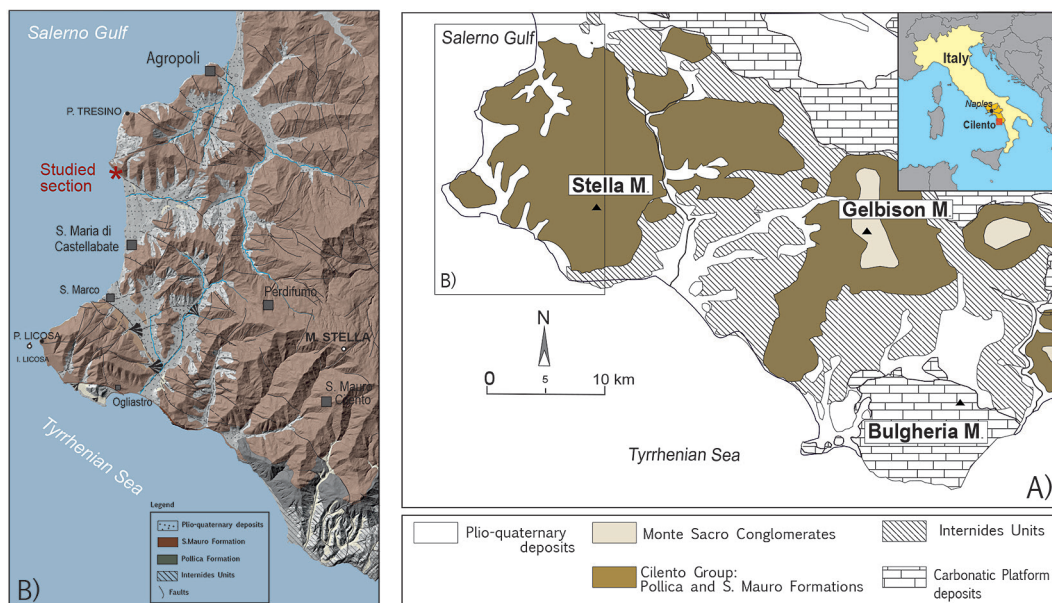 Salerno Gulf
Agropoli
P. TRESINO
Studied
section
S. Maria di
Castellabate
S. Marco
Perdifumo
P. LICOSA
I. LICOSA
M. STELLA
S. Mauro
Cilento
Ogliastro
Tyrrhenian Sea
Legend
Plio-quaternary deposits
S.Mauro Formation
Pollica Formation
Internides Units
Faults
B)
Salerno Gulf
Italy
Naples
Cilento
Stella M.
Gelbison M.
B)
N
0 5 10 km
Bulgheria M.
Tyrrhenian Sea
A)
Plio-quaternary
deposits
Monte Sacro Conglomerates
Internides Units
Cilento Group:
Pollica and S. Mauro Formations
Carbonatic Platform
deposits